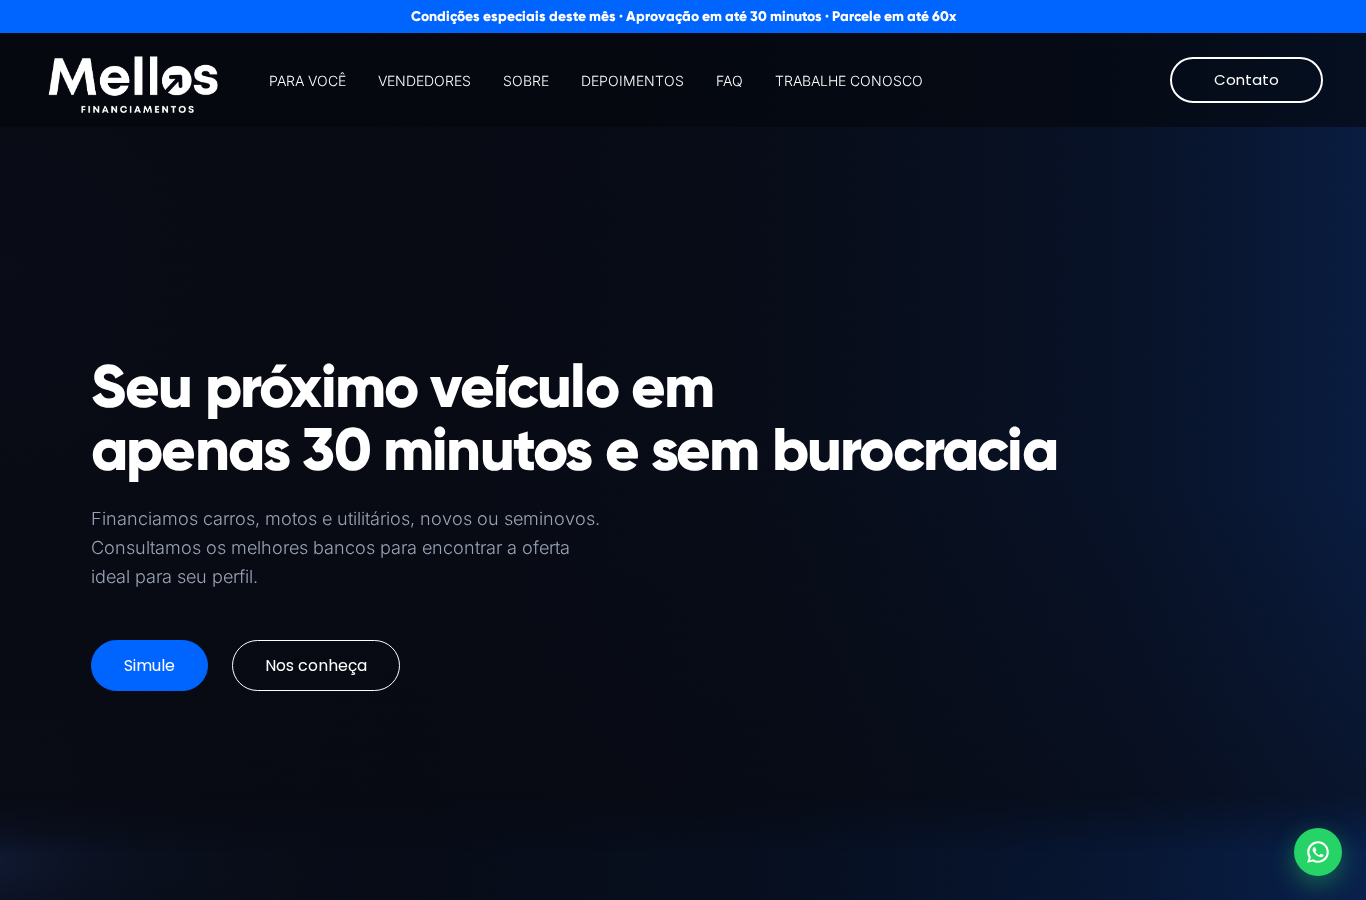 Condições especiais deste mês · Aprovação em até 30 minutos · Parcele em até 60x
Mellos
FINANCIAMENTOS
PARA VOCÊ
VENDEDORES
SOBRE
DEPOIMENTOS
FAQ
TRABALHE CONOSCO
Contato
Seu próximo veículo em
apenas 30 minutos e sem burocracia
Financiamos carros, motos e utilitários, novos ou seminovos.
Consultamos os melhores bancos para encontrar a oferta
ideal para seu perfil.
Simule
Nos conheça